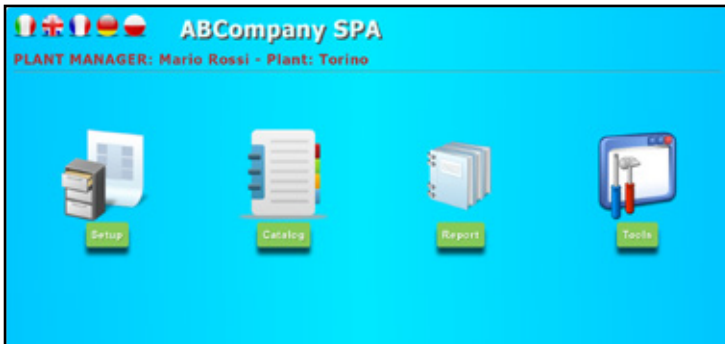 ABCompany SPA
PLANT MANAGER: Mario Rossi - Plant: Torino
Setup
Catalog
Report
Tools